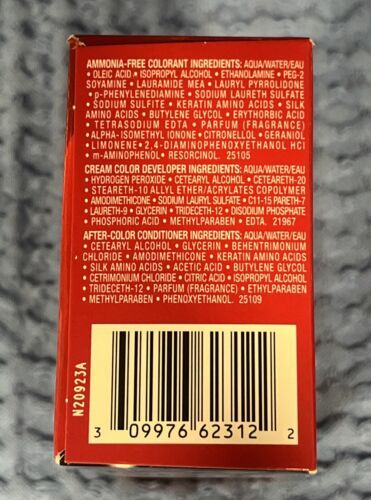 AMMONIA-FREE COLORANT INGREDIENTS: AQUA/WATER/EAU
• OLEIC ACID • ISOPROPYL ALCOHOL • ETHANOLAMINE • PEG-2
SOYAMINE • LAURAMIDE MEA • LAURYL PYRROLIDONE
• p-PHENYLENEDIAMINE • SODIUM LAURETH SULFATE
• SODIUM SULFITE • KERATIN AMINO ACIDS • SILK
AMINO ACIDS • BUTYLENE GLYCOL • ERYTHORBIC ACID
• TETRASODIUM EDTA • PARFUM (FRAGRANCE) •
ALPHA-ISOMETHYL IONONE • CITRONELLOL • GERANIOL
• LIMONENE • 2,4-DIAMINOPHENOXYETHANOL HCl
• m-AMINOPHENOL • RESORCINOL. 25105
CREAM COLOR DEVELOPER INGREDIENTS: AQUA/WATER/EAU
• HYDROGEN PEROXIDE • CETEARYL ALCOHOL • CETEARETH-20
• STEARETH-10 ALLYL ETHER/ACRYLATES COPOLYMER
• AMODIMETHICONE • SODIUM LAURYL SULFATE • C11-15 PARETH-7
• LAURETH-9 • GLYCERIN • TRIDECETH-12 • DISODIUM PHOSPHATE
• PHOSPHORIC ACID • METHYLPARABEN • EDTA. 21967
AFTER-COLOR CONDITIONER INGREDIENTS: AQUA/WATER/EAU
• CETEARYL ALCOHOL • GLYCERIN • BEHENTRIMONIUM
CHLORIDE • AMODIMETHICONE • KERATIN AMINO ACIDS
• SILK AMINO ACIDS • ACETIC ACID • BUTYLENE GLYCOL
• CETRIMONIUM CHLORIDE • CITRIC ACID • ISOPROPYL ALCOHOL
• TRIDECETH-12 • PARFUM (FRAGRANCE) • ETHYLPARABEN
• METHYLPARABEN • PHENOXYETHANOL. 25109
N20923A
3 09976 62312 2